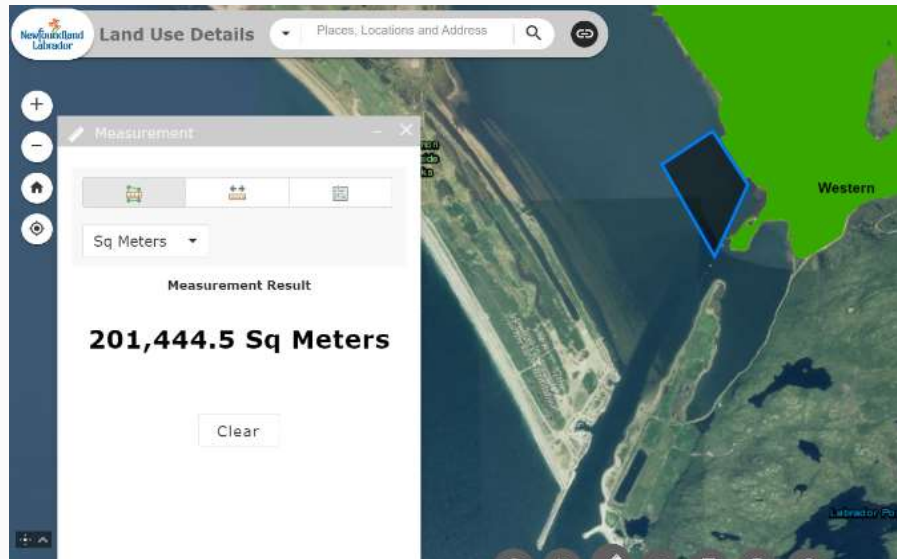 Newfoundland
Labrador
Land Use Details
Places, Locations and Address
Measurement
Sq Meters
Measurement Result
201,444.5 Sq Meters
Clear
Western